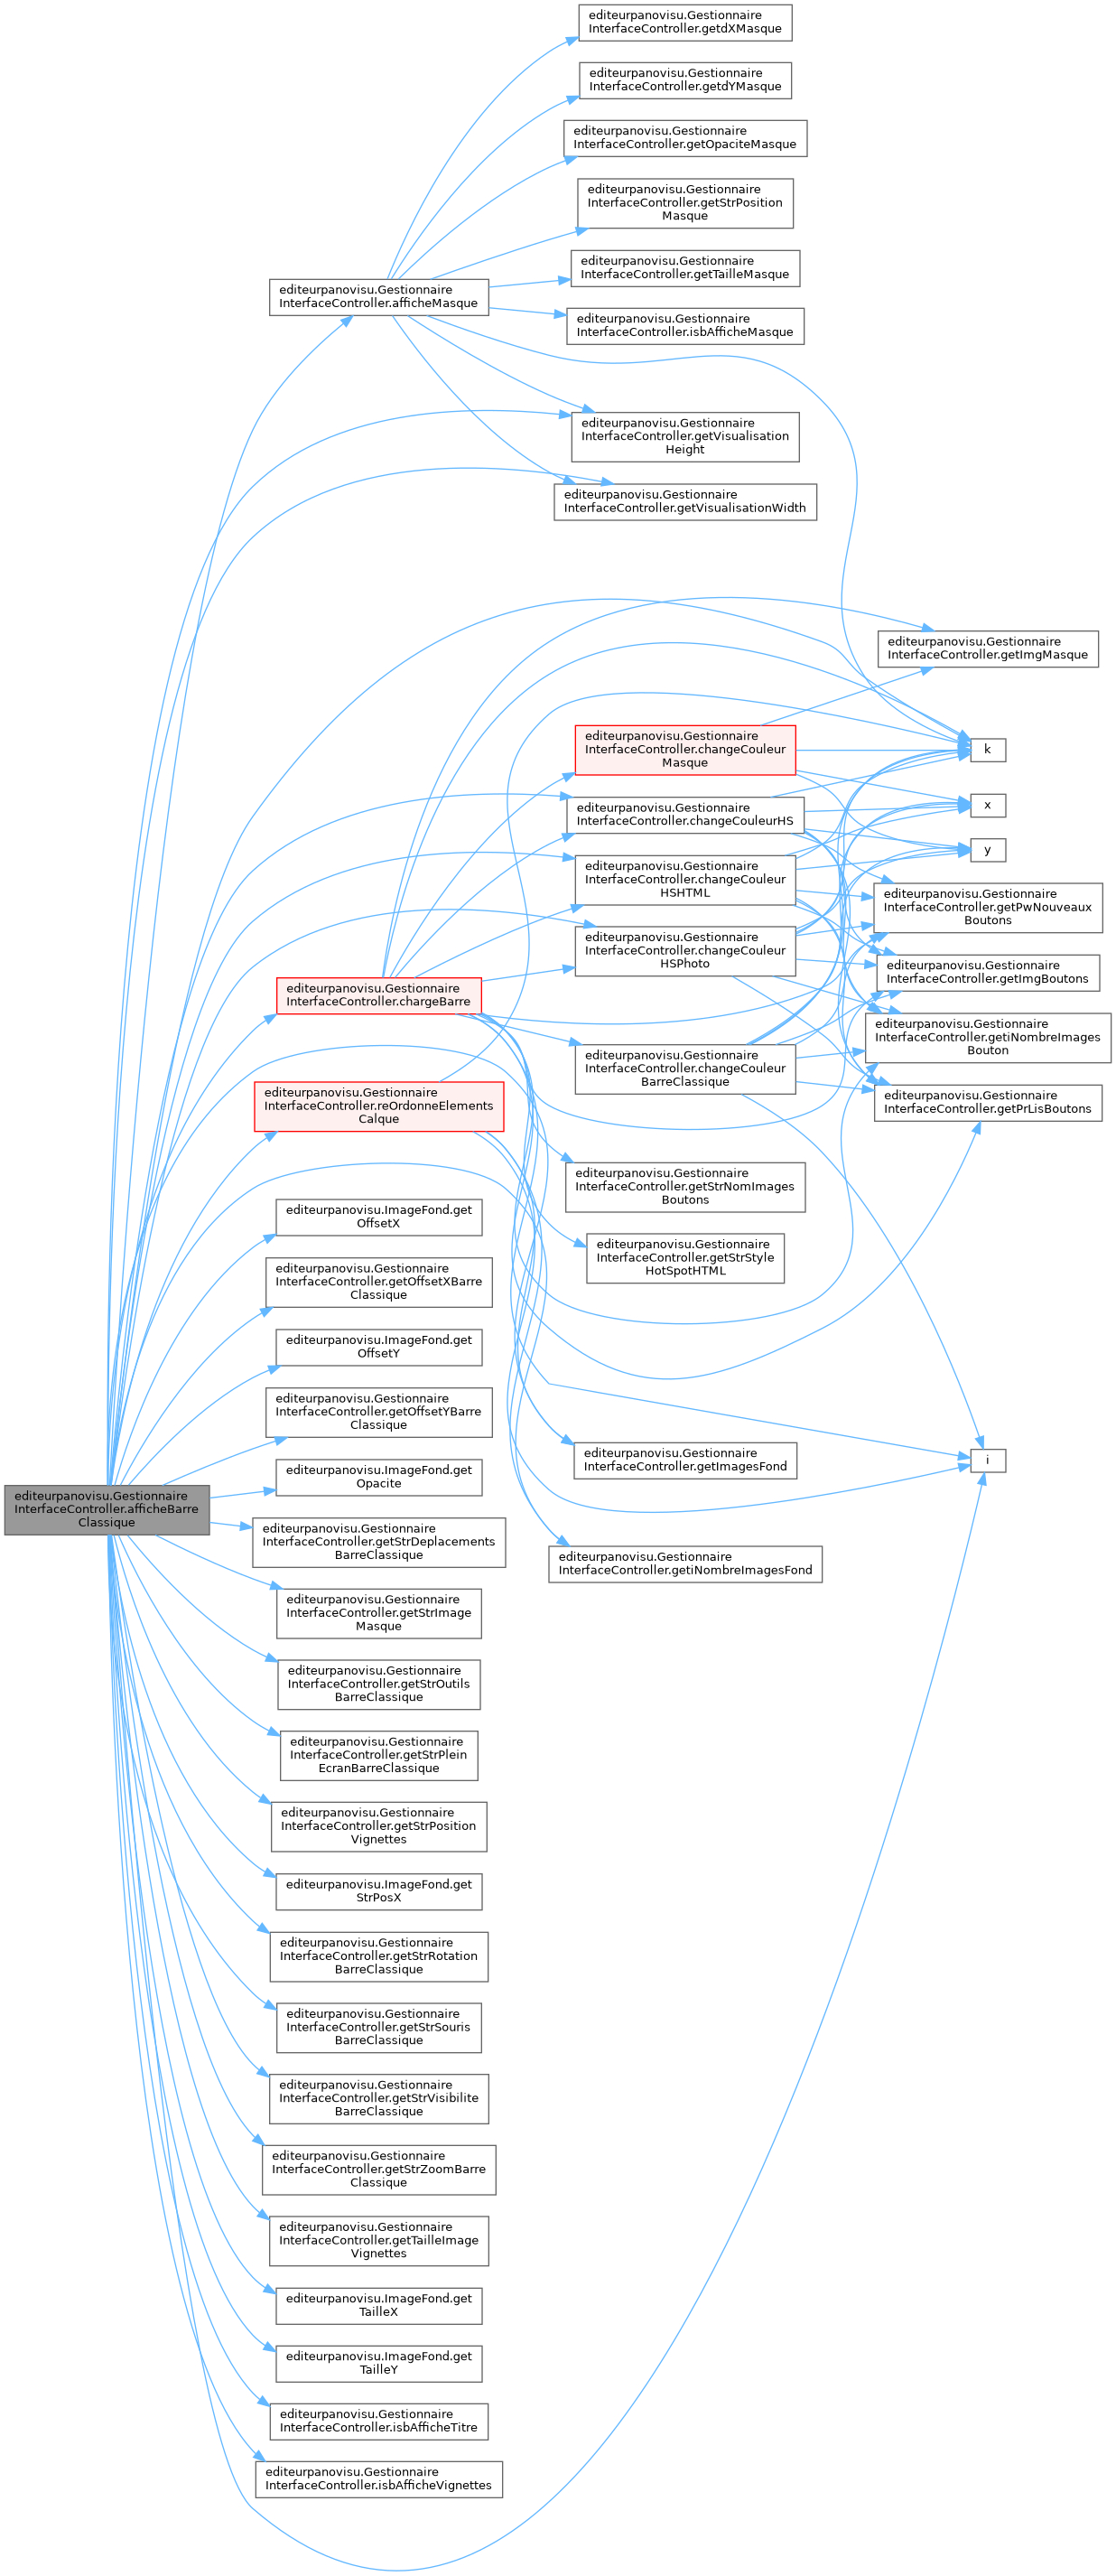 editeurpanovisu.Gestionnaire
InterfaceController.getdXMasque
editeurpanovisu.Gestionnaire
InterfaceController.getdYMasque
editeurpanovisu.Gestionnaire
InterfaceController.getOpaciteMasque
editeurpanovisu.Gestionnaire
InterfaceController.getStrPosition
Masque
editeurpanovisu.Gestionnaire
InterfaceController.getTailleMasque
editeurpanovisu.Gestionnaire
InterfaceController.afficheMasque
editeurpanovisu.Gestionnaire
InterfaceController.isbAfficheMasque
editeurpanovisu.Gestionnaire
InterfaceController.getVisualisation
Height
editeurpanovisu.Gestionnaire
InterfaceController.getVisualisationWidth
editeurpanovisu.Gestionnaire
InterfaceController.getImgMasque
editeurpanovisu.Gestionnaire
InterfaceController.changeCouleur
Masque
k
editeurpanovisu.Gestionnaire
InterfaceController.changeCouleurHS
x
y
editeurpanovisu.Gestionnaire
InterfaceController.changeCouleur
HSHTML
editeurpanovisu.Gestionnaire
InterfaceController.getPwNouveaux
Boutons
editeurpanovisu.Gestionnaire
InterfaceController.changeCouleur
HSPhoto
editeurpanovisu.Gestionnaire
InterfaceController.getImgBoutons
editeurpanovisu.Gestionnaire
InterfaceController.chargeBarre
editeurpanovisu.Gestionnaire
InterfaceController.getiNombreImages
Bouton
editeurpanovisu.Gestionnaire
InterfaceController.changeCouleur
BarreClassique
editeurpanovisu.Gestionnaire
InterfaceController.getPrLisBoutons
editeurpanovisu.Gestionnaire
InterfaceController.reOrdonneElements
Calque
editeurpanovisu.Gestionnaire
InterfaceController.getStrNomImages
Boutons
editeurpanovisu.ImageFond.get
OffsetX
editeurpanovisu.Gestionnaire
InterfaceController.getStrStyle
HotSpotHTML
editeurpanovisu.Gestionnaire
InterfaceController.getOffsetXBarre
Classique
editeurpanovisu.ImageFond.get
OffsetY
editeurpanovisu.Gestionnaire
InterfaceController.getOffsetYBarre
Classique
editeurpanovisu.Gestionnaire
InterfaceController.getImagesFond
i
editeurpanovisu.ImageFond.get
Opacite
editeurpanovisu.Gestionnaire
InterfaceController.afficheBarre
Classique
editeurpanovisu.Gestionnaire
InterfaceController.getStrDeplacements
BarreClassique
editeurpanovisu.Gestionnaire
InterfaceController.getiNombreImagesFond
editeurpanovisu.Gestionnaire
InterfaceController.getStrImage
Masque
editeurpanovisu.Gestionnaire
InterfaceController.getStrOutils
BarreClassique
editeurpanovisu.Gestionnaire
InterfaceController.getStrPlein
EcranBarreClassique
editeurpanovisu.Gestionnaire
InterfaceController.getStrPosition
Vignettes
editeurpanovisu.ImageFond.get
StrPosX
editeurpanovisu.Gestionnaire
InterfaceController.getStrRotation
BarreClassique
editeurpanovisu.Gestionnaire
InterfaceController.getStrSouris
BarreClassique
editeurpanovisu.Gestionnaire
InterfaceController.getStrVisibilite
BarreClassique
editeurpanovisu.Gestionnaire
InterfaceController.getStrZoomBarre
Classique
editeurpanovisu.Gestionnaire
InterfaceController.getTailleImage
Vignettes
editeurpanovisu.ImageFond.get
TailleX
editeurpanovisu.ImageFond.get
TailleY
editeurpanovisu.Gestionnaire
InterfaceController.isbAfficheTitre
editeurpanovisu.Gestionnaire
InterfaceController.isbAfficheVignettes